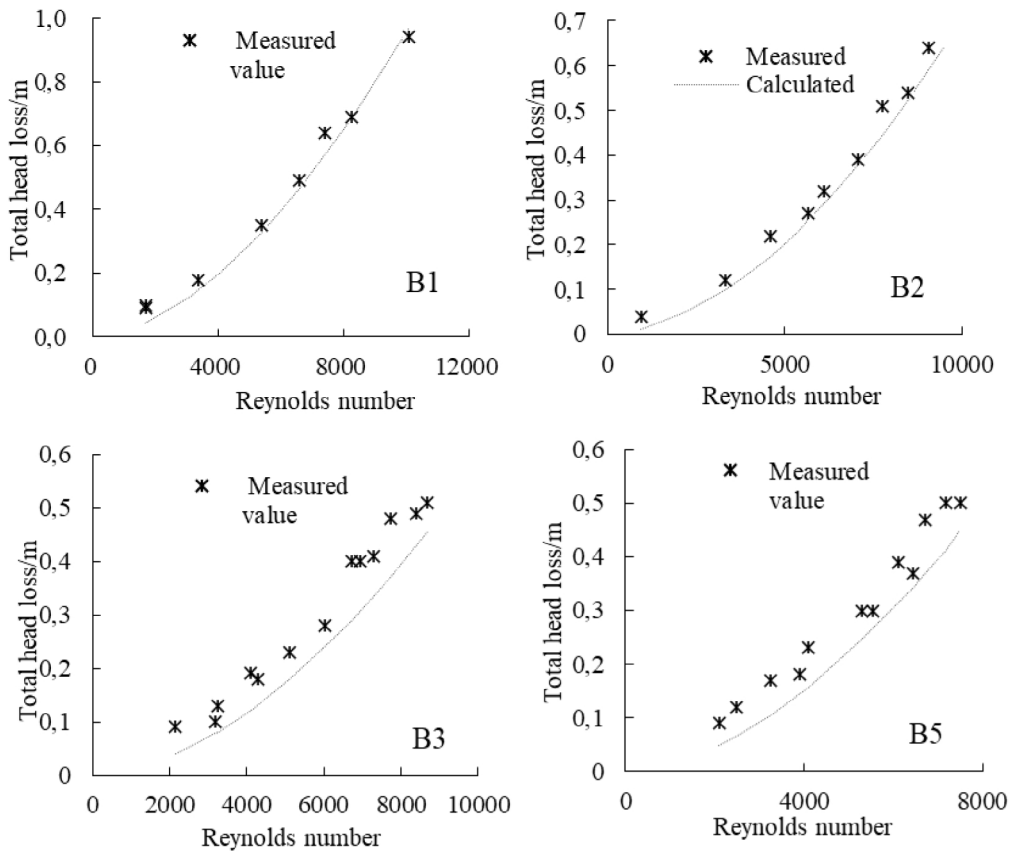 Total head loss/m
1,0
0,8
0,6
0,4
0,2
0,0
Measured
value
B1
0
4000
8000
12000
Reynolds number
Total head loss/m
0,7
0,6
0,5
0,4
0,3
0,2
0,1
0
Measured
Calculated
B2
0
5000
10000
Reynolds number
Total head loss/m
0,6
0,5
0,4
0,3
0,2
0,1
0
Measured
value
B3
0
2000
4000
6000
8000
10000
Reynolds number
Total head loss/m
0,6
0,5
0,4
0,3
0,2
0,1
0
Measured
value
B5
0
4000
8000
Reynolds number